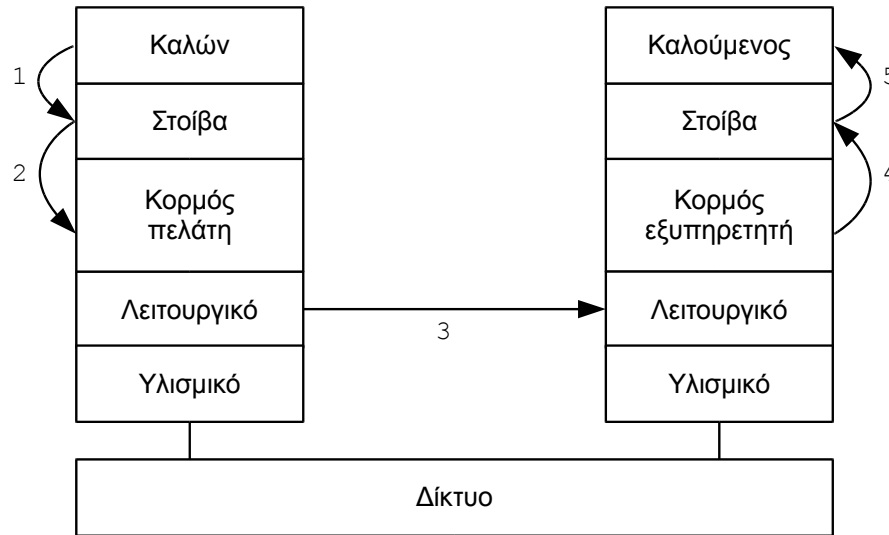 Καλών
Καλούμενος
1
5
Στοίβα
Στοίβα
2
4
Κορμός
πελάτη
Κορμός
εξυπηρετητή
Λειτουργικό
Λειτουργικό
3
Υλισμικό
Υλισμικό
Δίκτυο